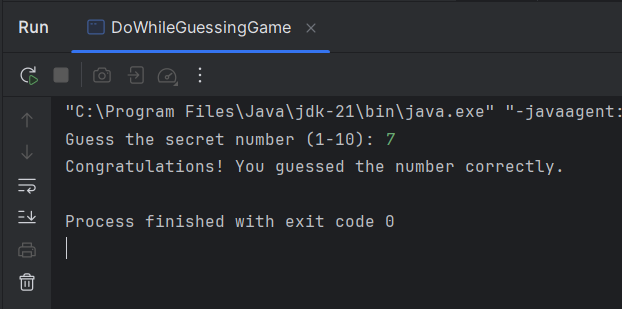 Run DoWhileGuessingGame
"C:\Program Files\Java\jdk-21\bin\java.exe" "-javaagent:
Guess the secret number (1-10): 7
Congratulations! You guessed the number correctly.
Process finished with exit code 0